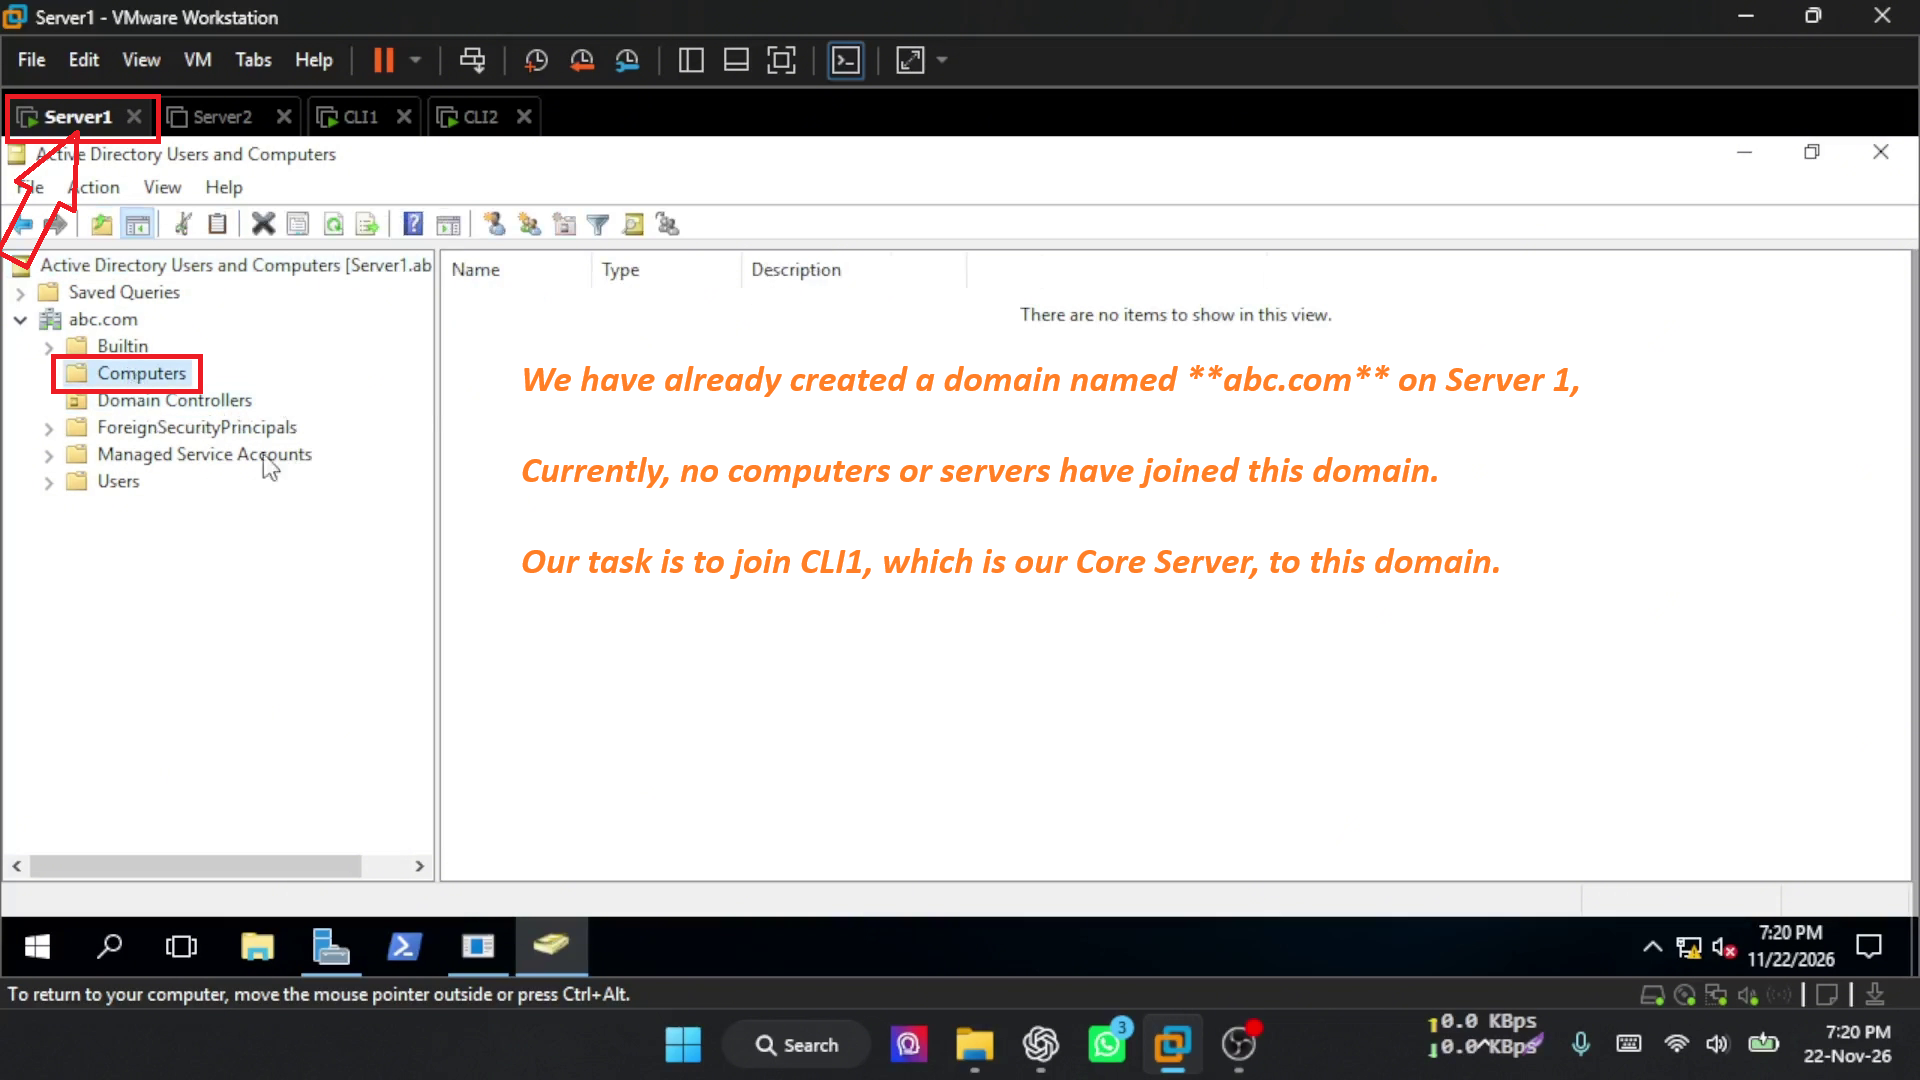 Server1 - VMware Workstation
File Edit View VM Tabs Help
Server1 Server2 CLI1 CLI2
Active Directory Users and Computers
File Action View Help
Active Directory Users and Computers [Server1.ab
Name Type Description
Saved Queries
There are no items to show in this view.
abc.com
Builtin
Computers
Domain Controllers
ForeignSecurityPrincipals
Managed Service Accounts
Users
We have already created a domain named **abc.com** on Server 1,
Currently, no computers or servers have joined this domain.
Our task is to join CLI1, which is our Core Server, to this domain.
7:20 PM
11/22/2026
To return to your computer, move the mouse pointer outside or press Ctrl+Alt.
Search
3
0.0 KBps
0.0 KBps
7:20 PM
22-Nov-26